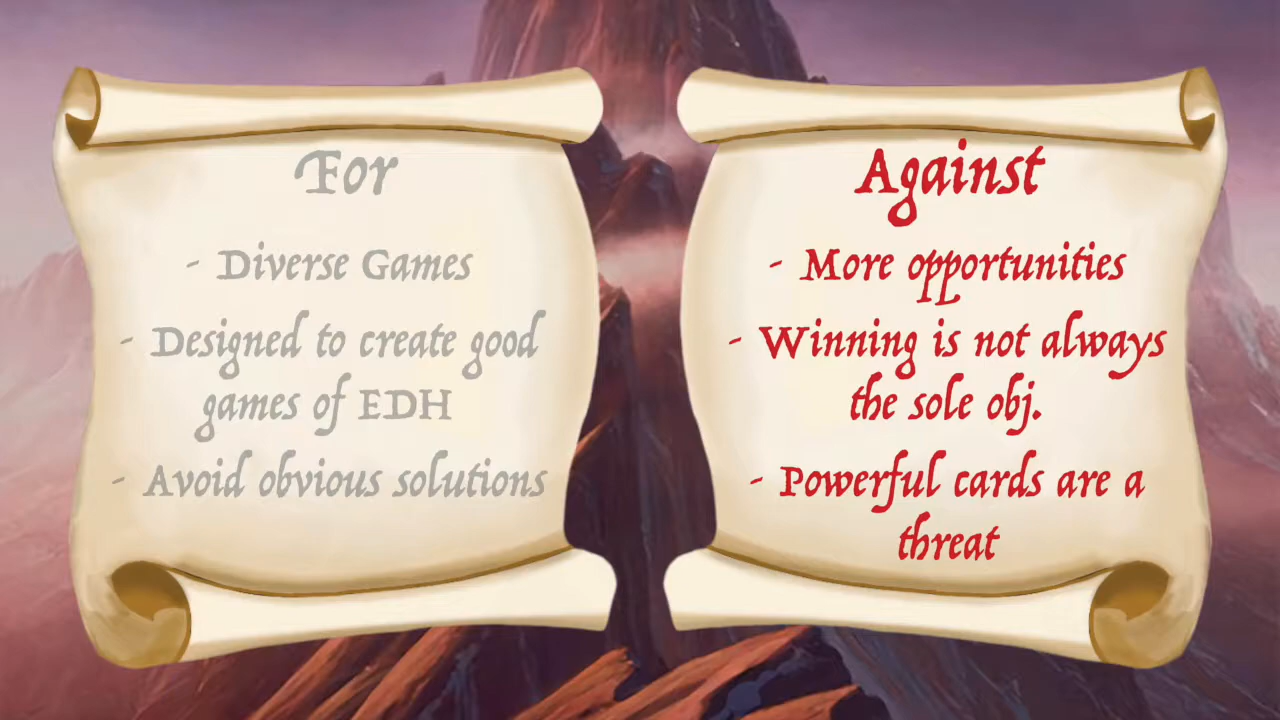 For
- Diverse Games
- Designed to create good
games of EDH
- Avoid obvious solutions
Against
- More opportunities
- Winning is not always
the sole obj.
- Powerful cards are a
threat